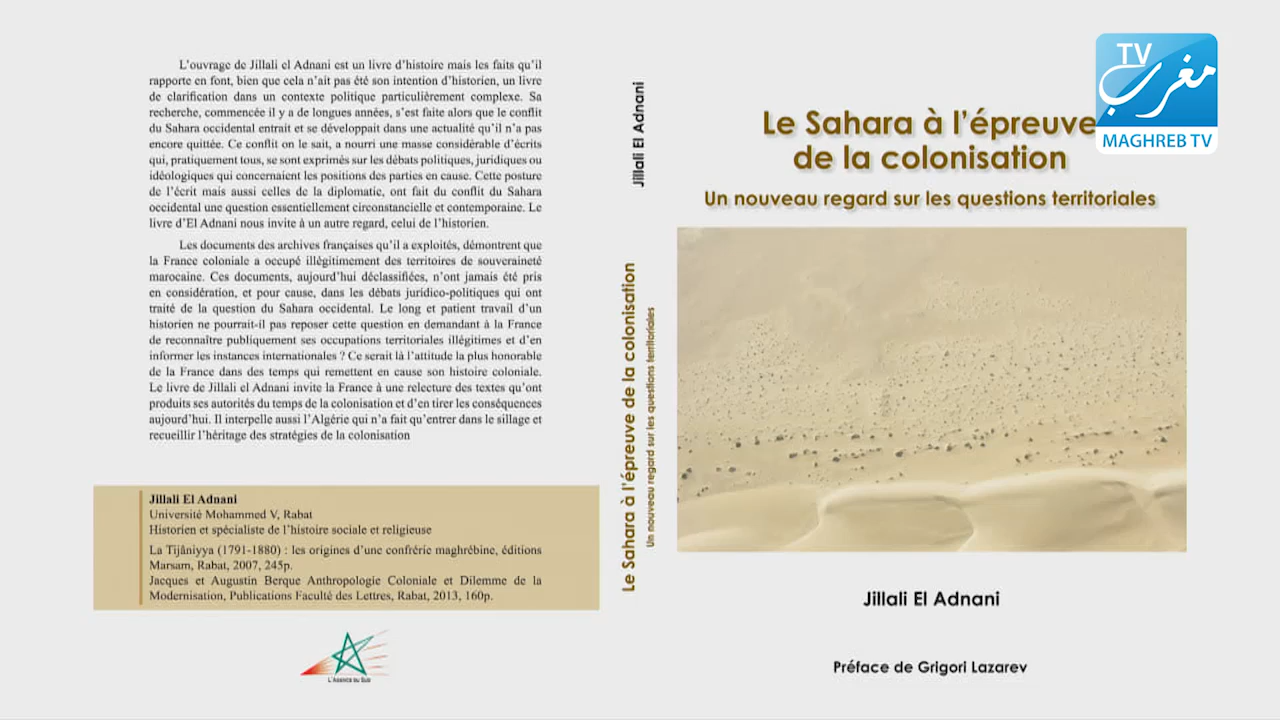 L'ouvrage de Jillali el Adnani est un livre d'histoire mais les faits qu'il
rapporte en font, bien que cela n'ait pas été son intention d'historien, un livre
de clarification dans un contexte politique particulièrement complexe. Sa
recherche, commencée il y a de longues années, s'est faite alors que le conflit
du Sahara occidental entrait et se développait dans une actualité qu'il n'a pas
encore quittée. Ce conflit on le sait, a nourri une masse considérable d'écrits
qui, pratiquement tous, se sont exprimés sur les débats politiques, juridiques ou
idéologiques qui concernaient les positions des parties en cause. Cette posture
de l'écrit mais aussi celles de la diplomatie, ont fait du conflit du Sahara
occidental une question essentiellement circonstancielle et contemporaine. Le
livre d'El Adnani nous invite à un autre regard, celui de l'historien.
Les documents des archives françaises qu'il a exploités, démontrent que
la France coloniale a occupé illégitimement des territoires de souveraineté
marocaine. Ces documents, aujourd'hui déclassifiées, n'ont jamais été pris
en considération, et pour cause, dans les débats jurídico-politiques qui ont
traité de la question du Sahara occidental. Le long et patient travail d'un
historien ne pourrait-il pas reposer cette question en demandant à la France
de reconnaître publiquement ses occupations territoriales illégitimes et d'en
informer les instances internationales ? Ce serait là l'attitude la plus honorable
de la France dans des temps qui remettent en cause son histoire coloniale.
Le livre de Jillali el Adnani invite la France à une relecture des textes qu'ont
produits ses autorités du temps de la colonisation et d'en tirer les conséquences
aujourd'hui. Il interpelle aussi l'Algérie qui n'a fait qu'entrer dans le sillage et
recueillir l'héritage des stratégies de la colonisation
Jillali El Adnani
Université Mohammed V, Rabat
Historien et spécialiste de l'histoire sociale et religieuse
La Tijâniyya (1791-1880) : les origines d'une confrérie maghrébine, éditions
Marsam, Rabat, 2007, 245p.
Jacques et Augustin Berque Anthropologie Coloniale et Dilemme de la
Modernisation, Publications Faculté des Lettres, Rabat, 2013, 160p.
L'Agence du Sud
Jillali El Adnani
Le Sahara à l'épreuve de la colonisation
Un nouveau regard sur les questions territoriales
TV
مغرب
MAGHREB TV
Le Sahara à l'épreuve
de la colonisation
Un nouveau regard sur les questions territoriales
Jillali El Adnani
Préface de Grigori Lazarev